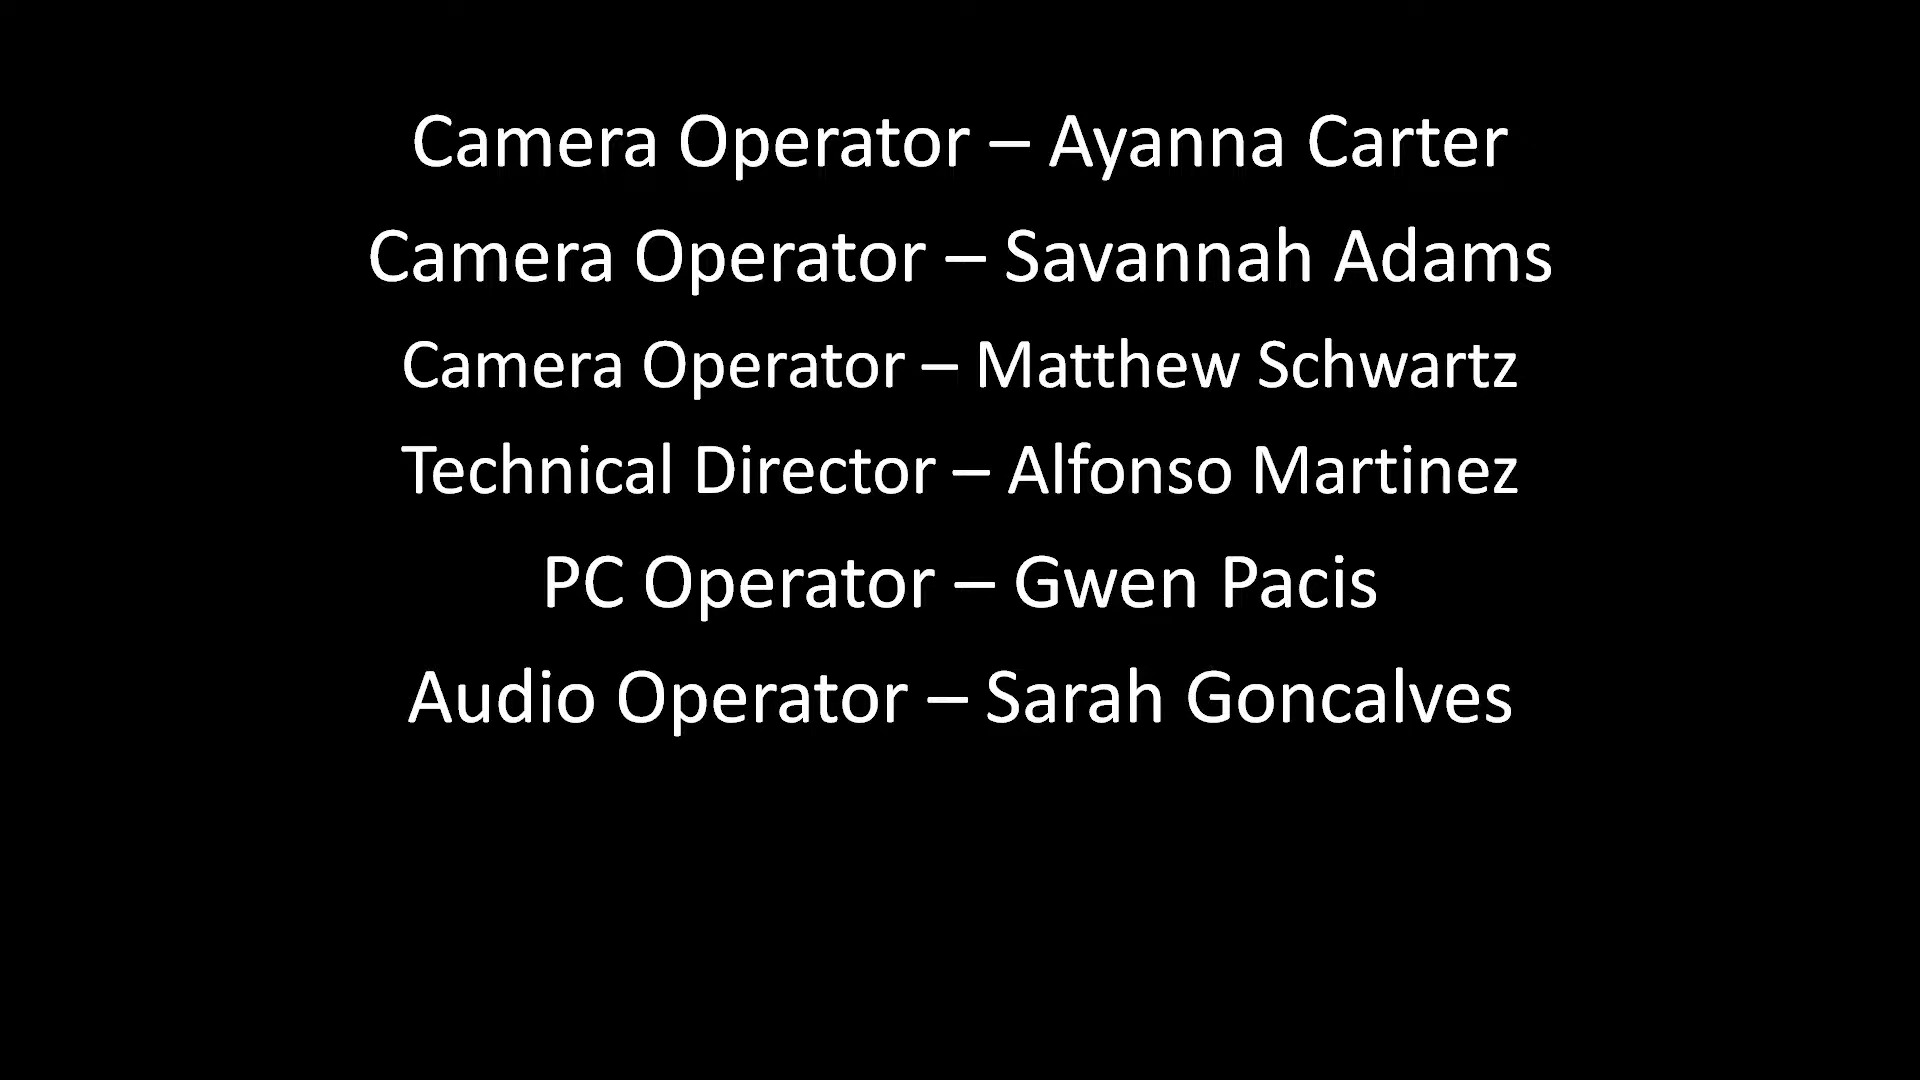 Camera Operator – Ayanna Carter
Camera Operator – Savannah Adams
Camera Operator – Matthew Schwartz
Technical Director – Alfonso Martinez
PC Operator – Gwen Pacis
Audio Operator – Sarah Goncalves